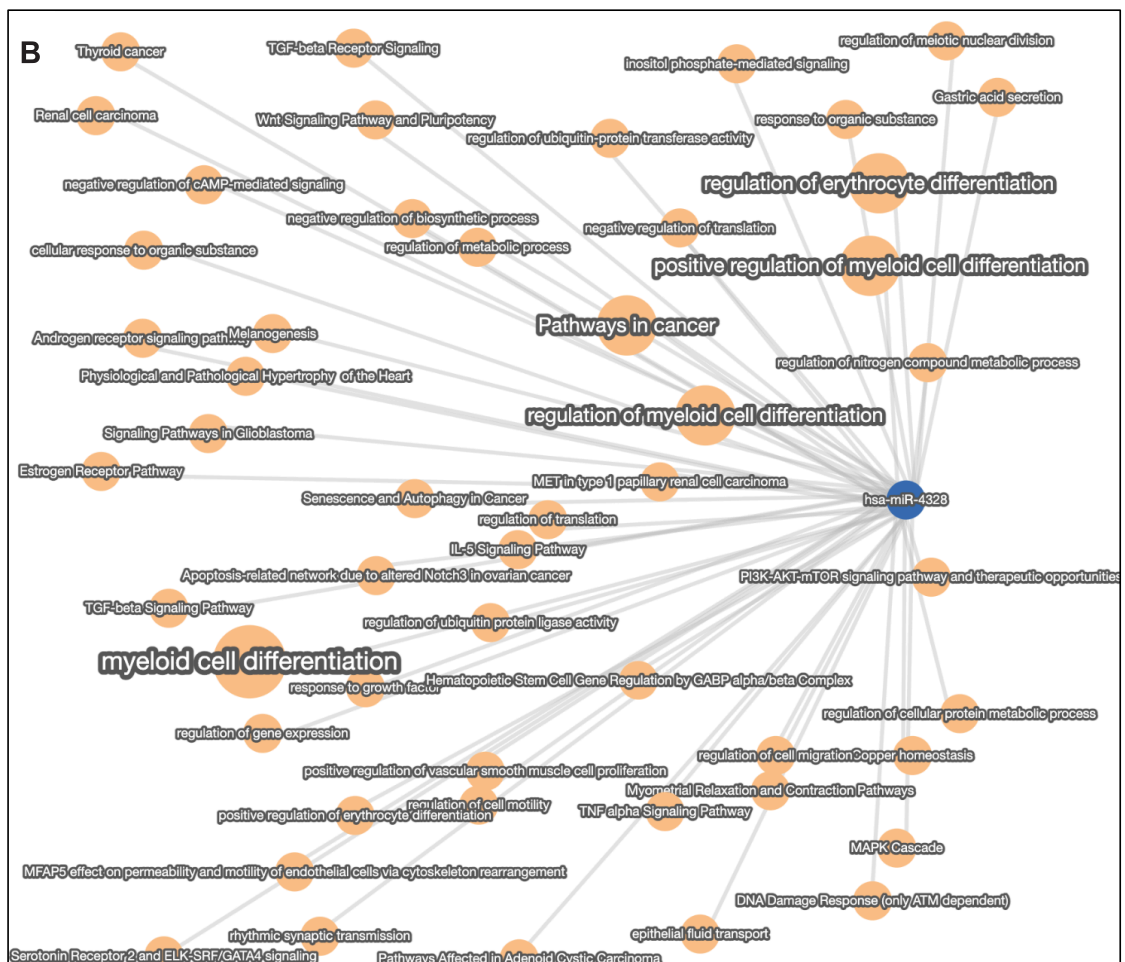 B
Thyroid cancer
TGF-beta Receptor Signaling
regulation of meiotic nuclear division
inositol phosphate-mediated signaling
Gastric acid secretion
Renal cell carcinoma
Wnt Signaling Pathway and Pluripotency
response to organic substance
regulation of ubiquitin-protein transferase activity
negative regulation of cAMP-mediated signaling
regulation of erythrocyte differentiation
negative regulation of biosynthetic process
negative regulation of translation
cellular response to organic substance
regulation of metabolic process
positive regulation of myeloid cell differentiation
Pathways in cancer
Androgen receptor signaling pathway
Melanogenesis
regulation of nitrogen compound metabolic process
Physiological and Pathological Hypertrophy of the Heart
regulation of myeloid cell differentiation
Signaling Pathways in Glioblastoma
Estrogen Receptor Pathway
MET in type 1 papillary renal cell carcinoma
Senescence and Autophagy in Cancer
hsa-miR-4328
regulation of translation
IL-5 Signaling Pathway
Apoptosis-related network due to altered Notch3 in ovarian cancer
PI3K-AKT-mTOR signaling pathway and therapeutic opportunities
TGF-beta Signaling Pathway
regulation of ubiquitin protein ligase activity
myeloid cell differentiation
response to growth factor
Hematopoietic Stem Cell Gene Regulation by GABP alpha/beta Complex
regulation of cellular protein metabolic process
regulation of gene expression
regulation of cell migration
Copper homeostasis
positive regulation of vascular smooth muscle cell proliferation
Myometrial Relaxation and Contraction Pathways
regulation of cell motility
positive regulation of erythrocyte differentiation
TNF alpha Signaling Pathway
MAPK Cascade
MFAP5 effect on permeability and motility of endothelial cells via cytoskeleton rearrangement
DNA Damage Response (only ATM dependent)
rhythmic synaptic transmission
epithelial fluid transport
Serotonin Receptor 2 and ELK-SRF/GATA4 signaling
Pathways Affected in Adenoid Cystic Carcinoma